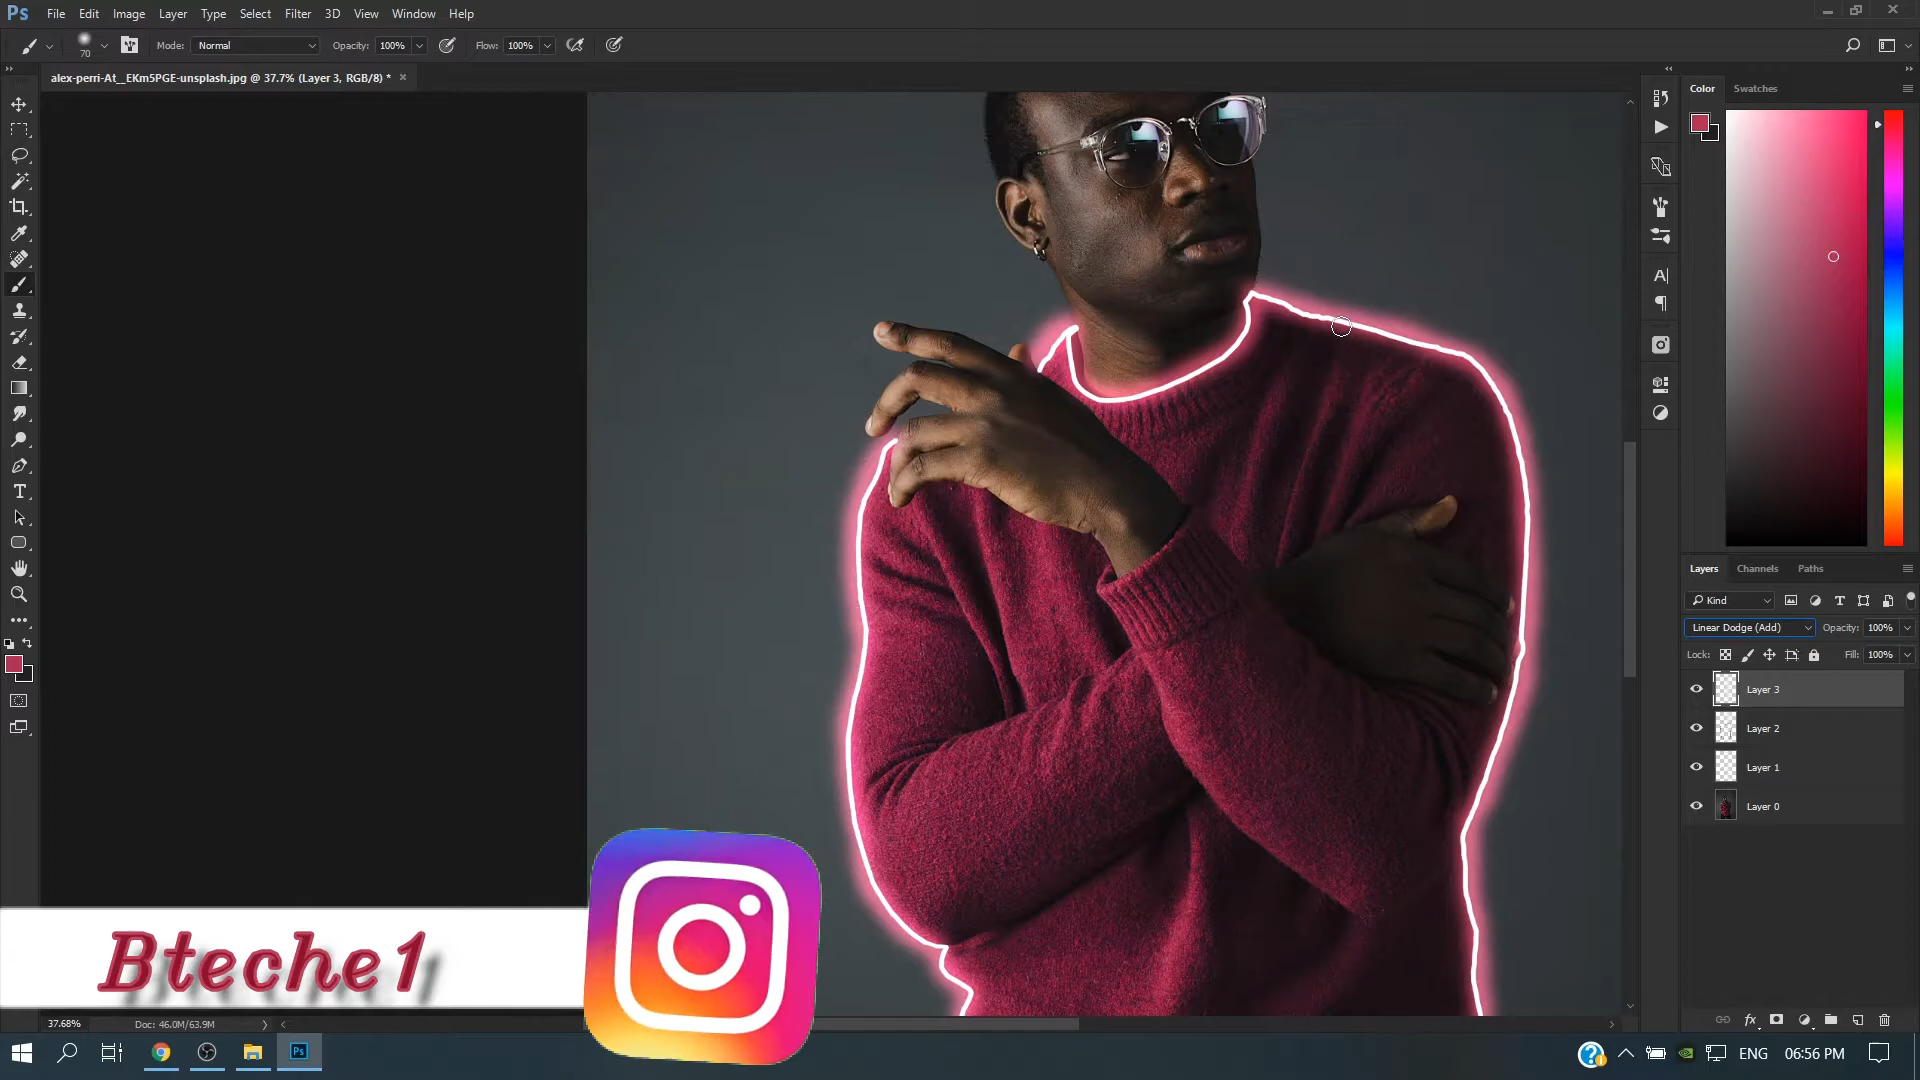 Ps File Edit Image Layer Type Select Filter 3D View Window Help
70 Mode: Normal Opacity: 100% Flow: 100%
alex-perri-At__EKm5PGE-unsplash.jpg @ 37.7% (Layer 3, RGB/8) * ×
Color Swatches
Layers Channels Paths
Kind
Linear Dodge (Add) Opacity: 100%
Lock: Fill: 100%
Layer 3
Layer 2
Layer 1
Layer 0
Bteche1
fx
37.68% Doc: 46.0M/63.9M
Ps ENG 06:56 PM